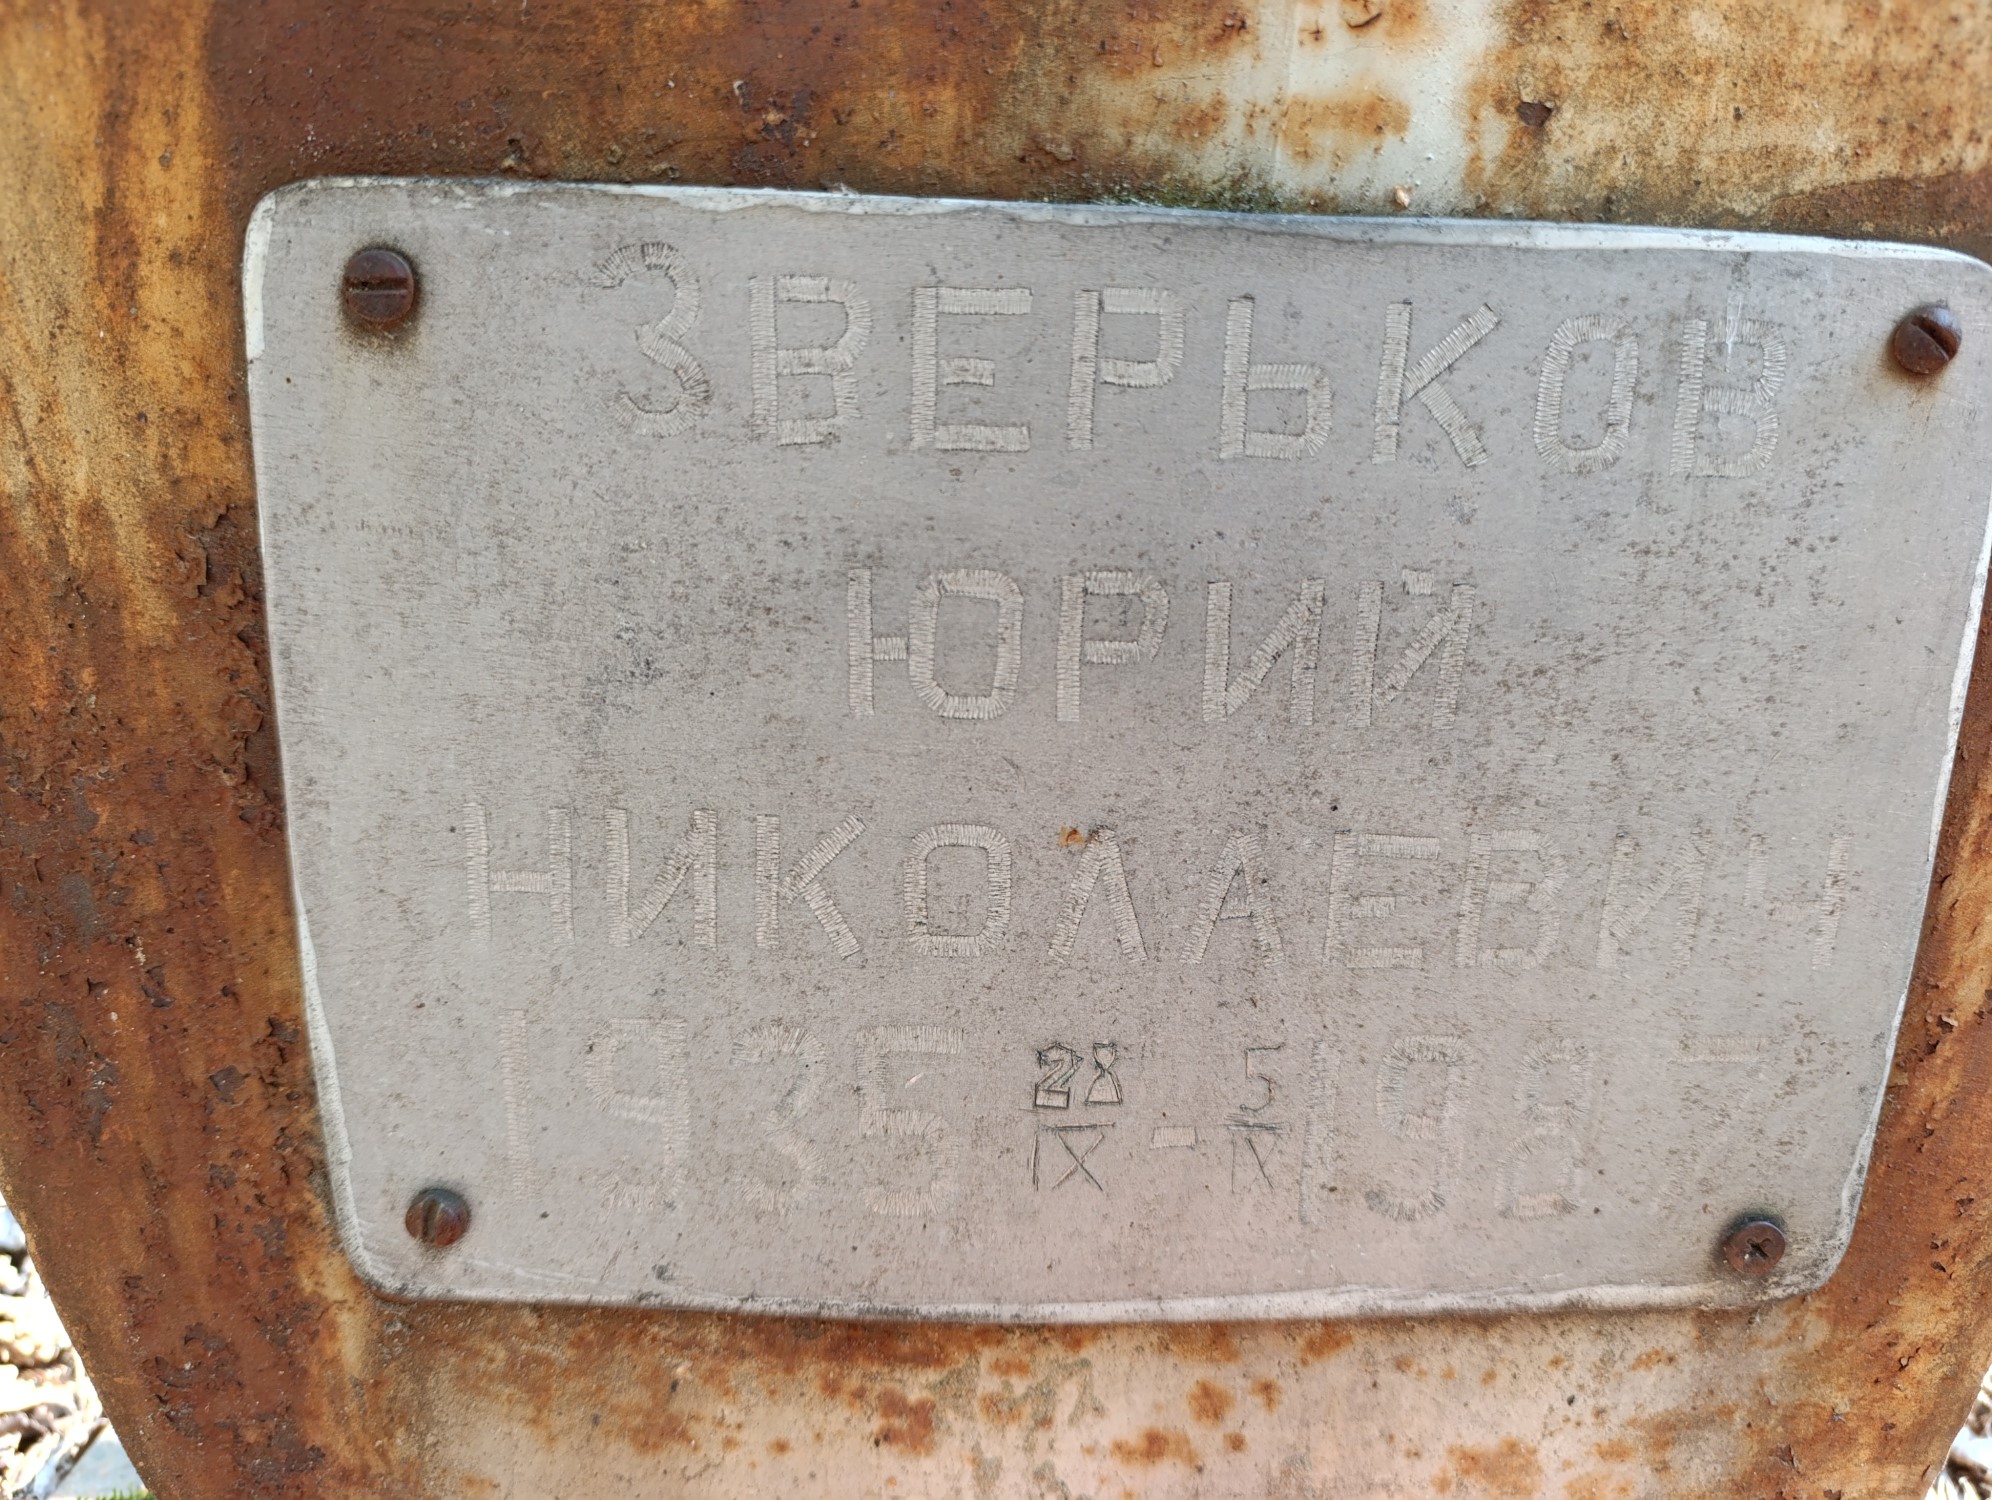 ЗВЕРЬКОВ
ЮРИЙ
НИКОЛАЕВИЧ
1935 28/IX - 5/IV 1987